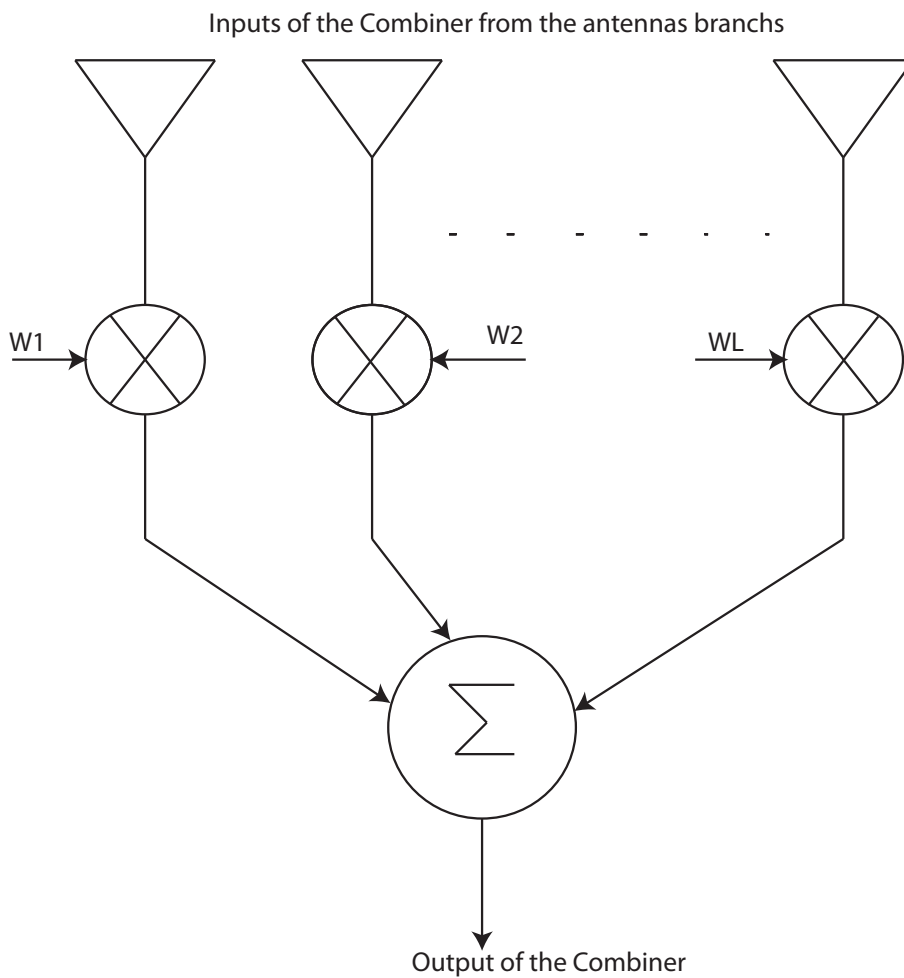 Inputs of the Combiner from the antennas branchs
W1
W2
WL
Σ
Output of the Combiner